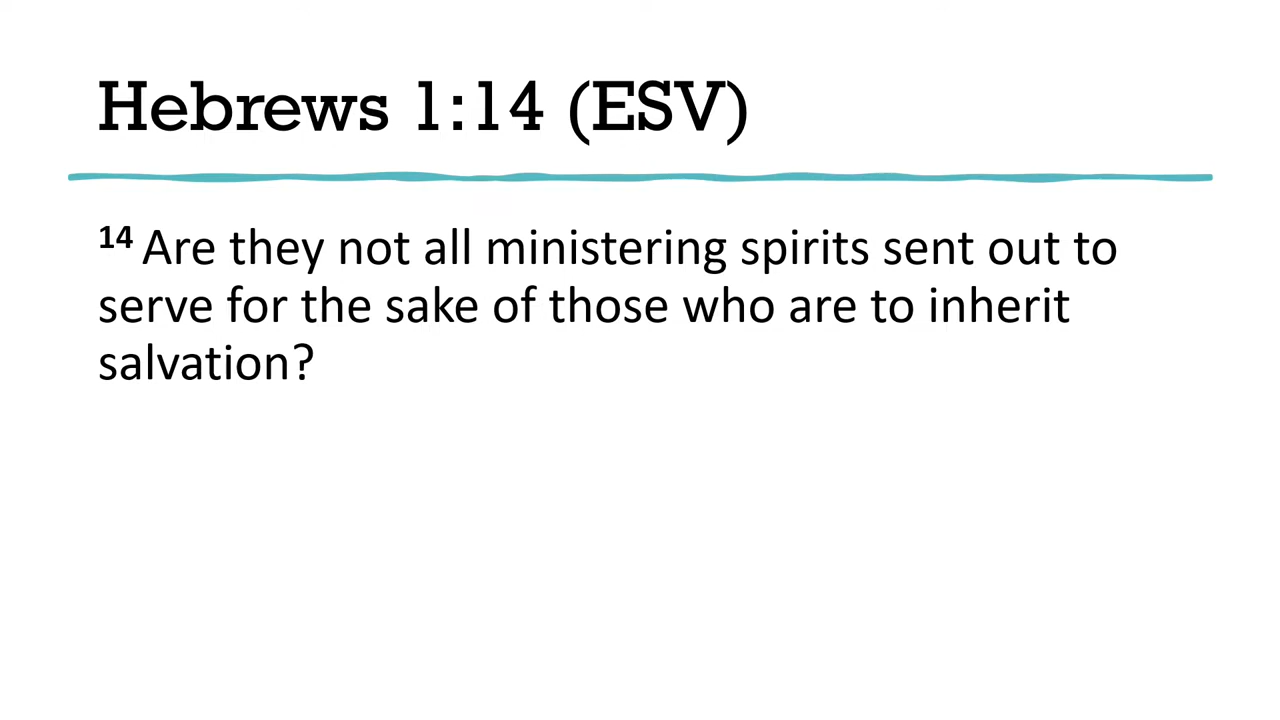 Hebrews 1:14 (ESV)
14 Are they not all ministering spirits sent out to
serve for the sake of those who are to inherit
salvation?